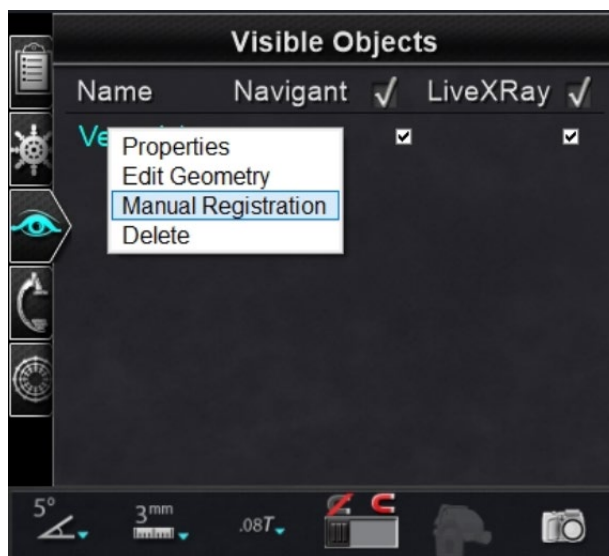 Visible Objects
Name Navigant LiveXRay
Properties
Edit Geometry
Manual Registration
Delete
5° 3mm .08T